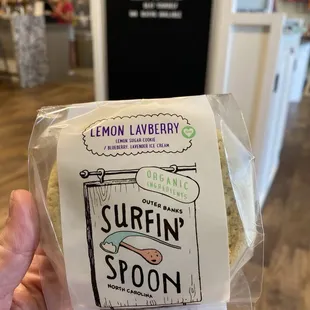 LEMON LAVBERRY
LEMON SUGAR COOKIE
/ BLUEBERRY LAVENDER ICE CREAM
ORGANIC
INGREDIENTS
OUTER BANKS
SURFIN'
SPOON
NORTH CAROLINA